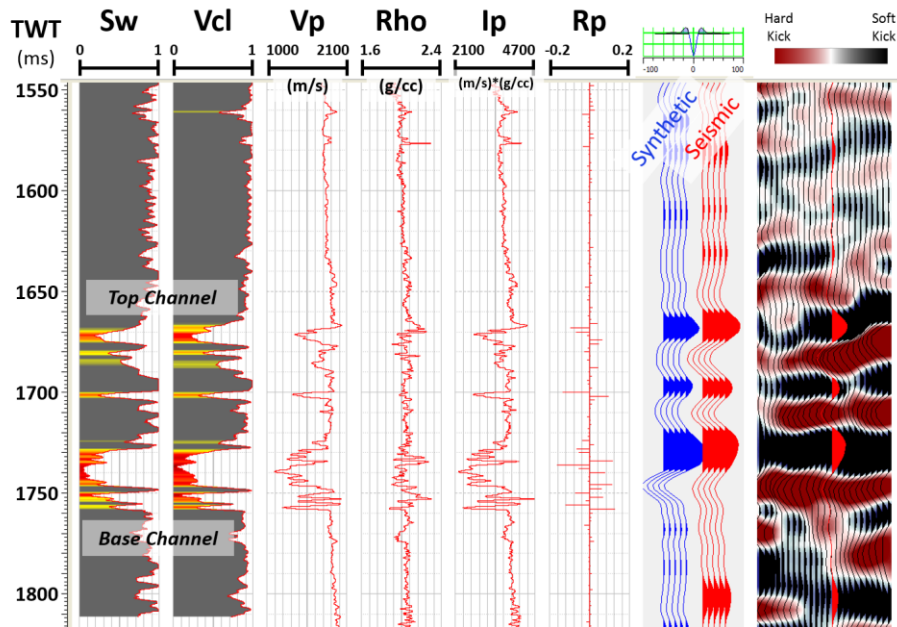 TWT
(ms)
Sw
0 1
Vcl
0 1
Vp
1000 2100
(m/s)
Rho
1.6 2.4
(g/cc)
Ip
2100 4700
(m/s)*(g/cc)
Rp
-0.2 0.2
-100 0 100
Hard Kick
Soft Kick
Synthetic
Seismic
1550
1600
1650
Top Channel
1700
1750
Base Channel
1800